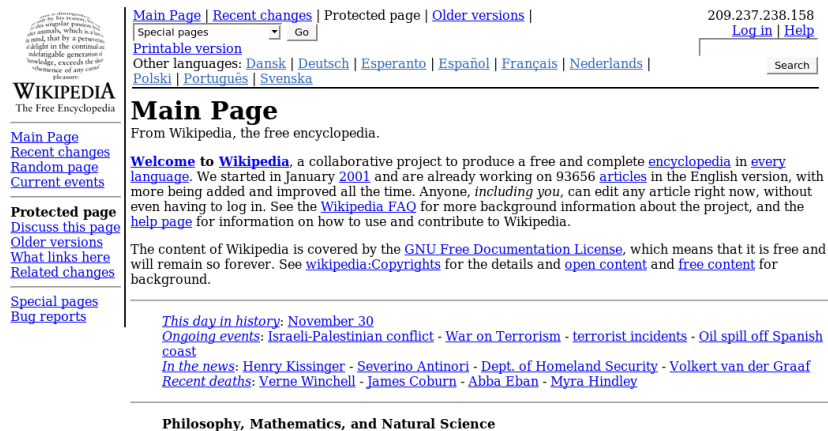 Main Page | Recent changes | Protected page | Older versions |
Special pages Go
Printable version
Other languages: Dansk | Deutsch | Esperanto | Español | Français | Nederlands |
Polski | Português | Svenska
209.237.238.158
Log in | Help
Search
WIKIPEDIA
The Free Encyclopedia
Main Page
Recent changes
Random page
Current events
Protected page
Discuss this page
Older versions
What links here
Related changes
Special pages
Bug reports
Main Page
From Wikipedia, the free encyclopedia.
Welcome to Wikipedia, a collaborative project to produce a free and complete encyclopedia in every
language. We started in January 2001 and are already working on 93656 articles in the English version, with
more being added and improved all the time. Anyone, including you, can edit any article right now, without
even having to log in. See the Wikipedia FAQ for more background information about the project, and the
help page for information on how to use and contribute to Wikipedia.
The content of Wikipedia is covered by the GNU Free Documentation License, which means that it is free and
will remain so forever. See wikipedia:Copyrights for the details and open content and free content for
background.
This day in history: November 30
Ongoing events: Israeli-Palestinian conflict - War on Terrorism - terrorist incidents - Oil spill off Spanish
coast
In the news: Henry Kissinger - Severino Antinori - Dept. of Homeland Security - Volkert van der Graaf
Recent deaths: Verne Winchell - James Coburn - Abba Eban - Myra Hindley
Philosophy, Mathematics, and Natural Science